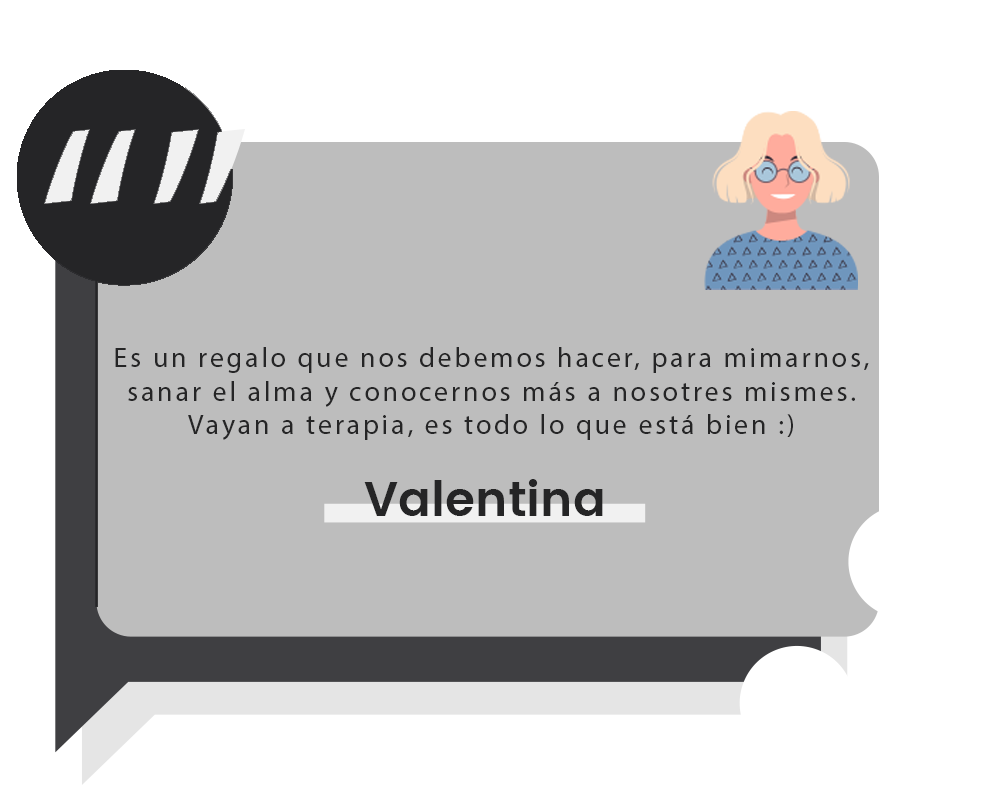 Es un regalo que nos debemos hacer, para mimarnos,
sanar el alma y conocernos más a nosotres mismes.
Vayan a terapia, es todo lo que está bien :)
Valentina